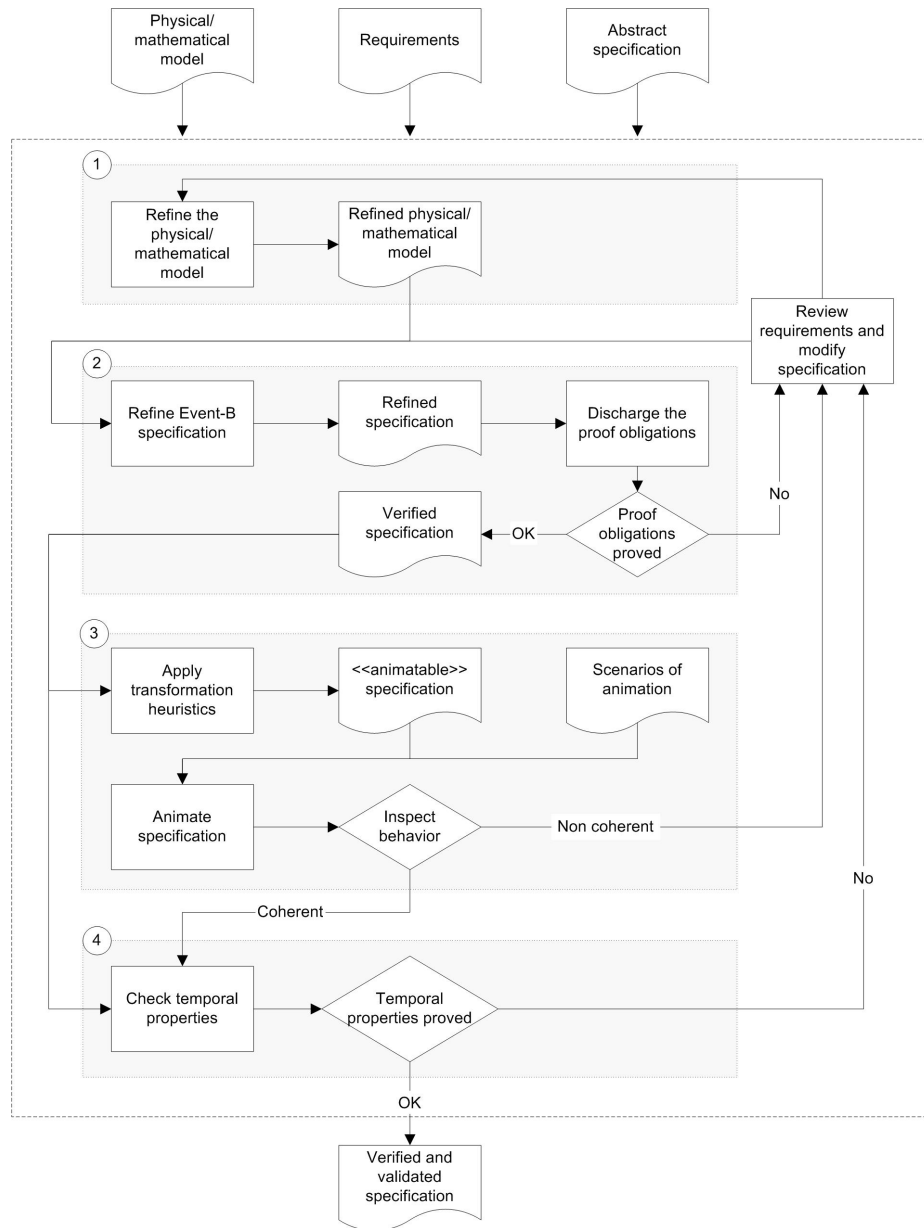 Physical/
mathematical
model
Requirements
Abstract
specification
1
Refine the
physical/
mathematical
model
Refined physical/
mathematical
model
Review
requirements and
modify
specification
2
Refine Event-B
specification
Refined
specification
Discharge the
proof obligations
No
Verified
specification
OK
Proof
obligations
proved
3
Apply
transformation
heuristics
<<animatable>>
specification
Scenarios of
animation
Animate
specification
Inspect
behavior
Non coherent
No
Coherent
4
Check temporal
properties
Temporal
properties proved
OK
Verified and
validated
specification